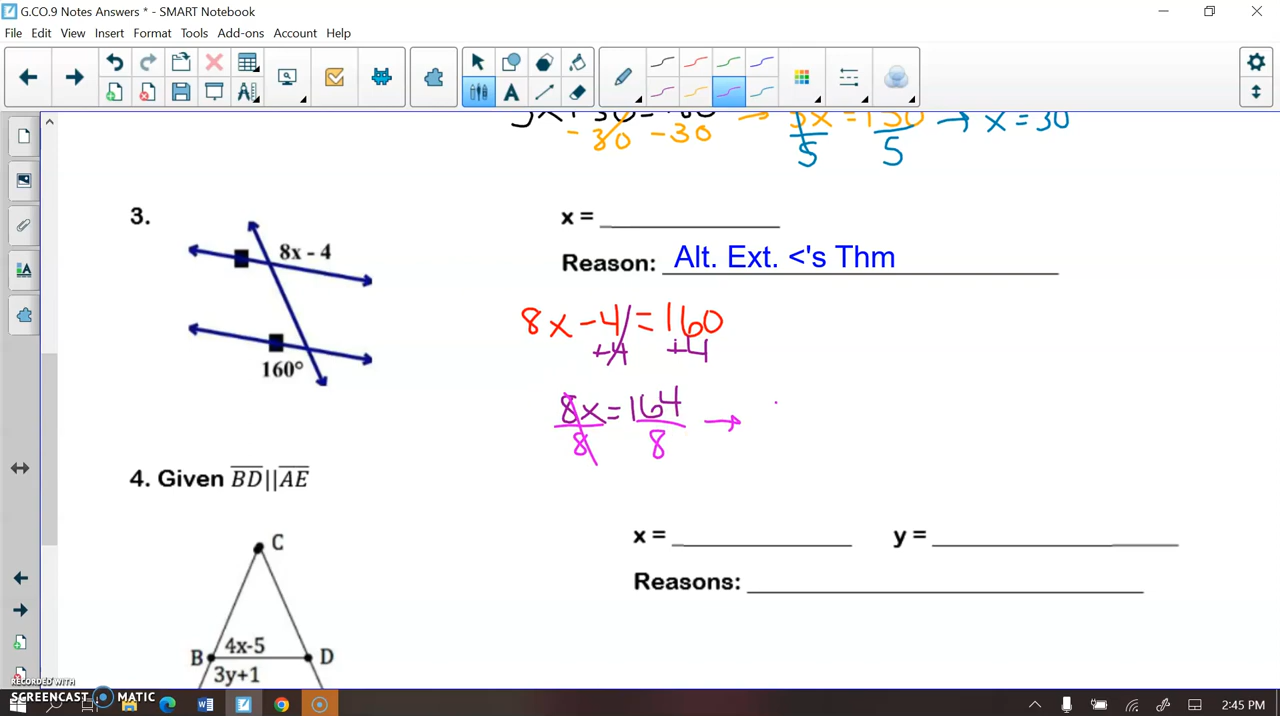 G.CO.9 Notes Answers * - SMART Notebook
File Edit View Insert Format Tools Add-ons Account Help
- 30 - 30 → 5x = 150 → x = 30
5 5
3.
8x - 4
160°
x = ____________
Reason: Alt. Ext. <'s Thm
8x - 4 = 160
+4 +4
8x = 164 →
8 8
4. Given BD||AE
C
4x-5
B D
3y+1
x = ____________ y = ____________
Reasons: ____________
RECORDED WITH
SCREENCAST MATIC
2:45 PM